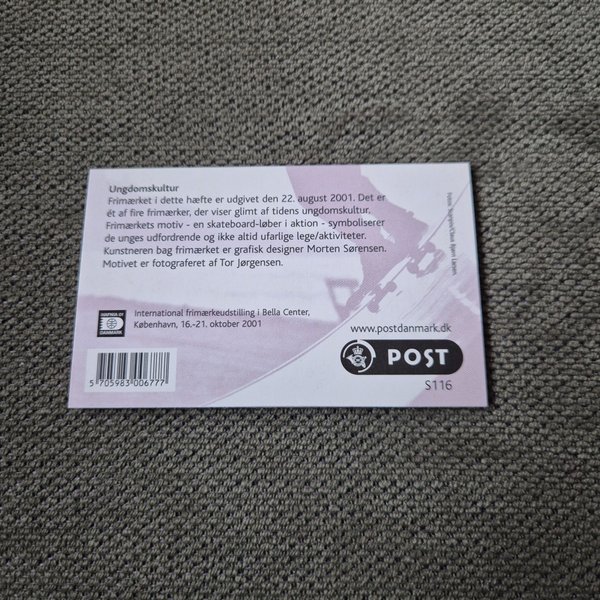 Ungdomskultur
Frimærket i dette hæfte er udgivet den 22. august 2001. Det er
ét af fire frimærker, der viser glimt af tidens ungdomskultur.
Frimærkets motiv - en skateboard-løber i aktion - symboliserer
de unges udfordrende og ikke altid ufarlige lege/aktiviteter.
Kunstneren bag frimærket er grafisk designer Morten Sørensen.
Motivet er fotograferet af Tor Jørgensen.
HAFNIA 01
DANMARK
International frimærkeudstilling i Bella Center,
København, 16.-21. oktober 2001
5 705983 006777
www.postdanmark.dk
POST
S116